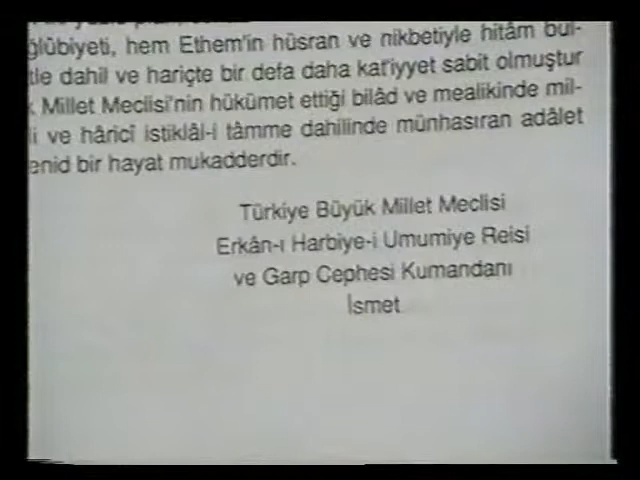 ğlûbiyeti, hem Ethem'in hüsran ve nikbetiyle hitâm bul-
tle dahil ve hariçte bir defa daha kat'iyyet sabit olmuştur
Millet Meclisi'nin hükûmet ettiği bilâd ve mealikinde mil-
li ve hâricî istiklâl-i tâmme dahilinde münhasıran adâlet
enid bir hayat mukadderdir.
Türkiye Büyük Millet Meclisi
Erkân-ı Harbiye-i Umumiye Reisi
ve Garp Cephesi Kumandanı
İsmet